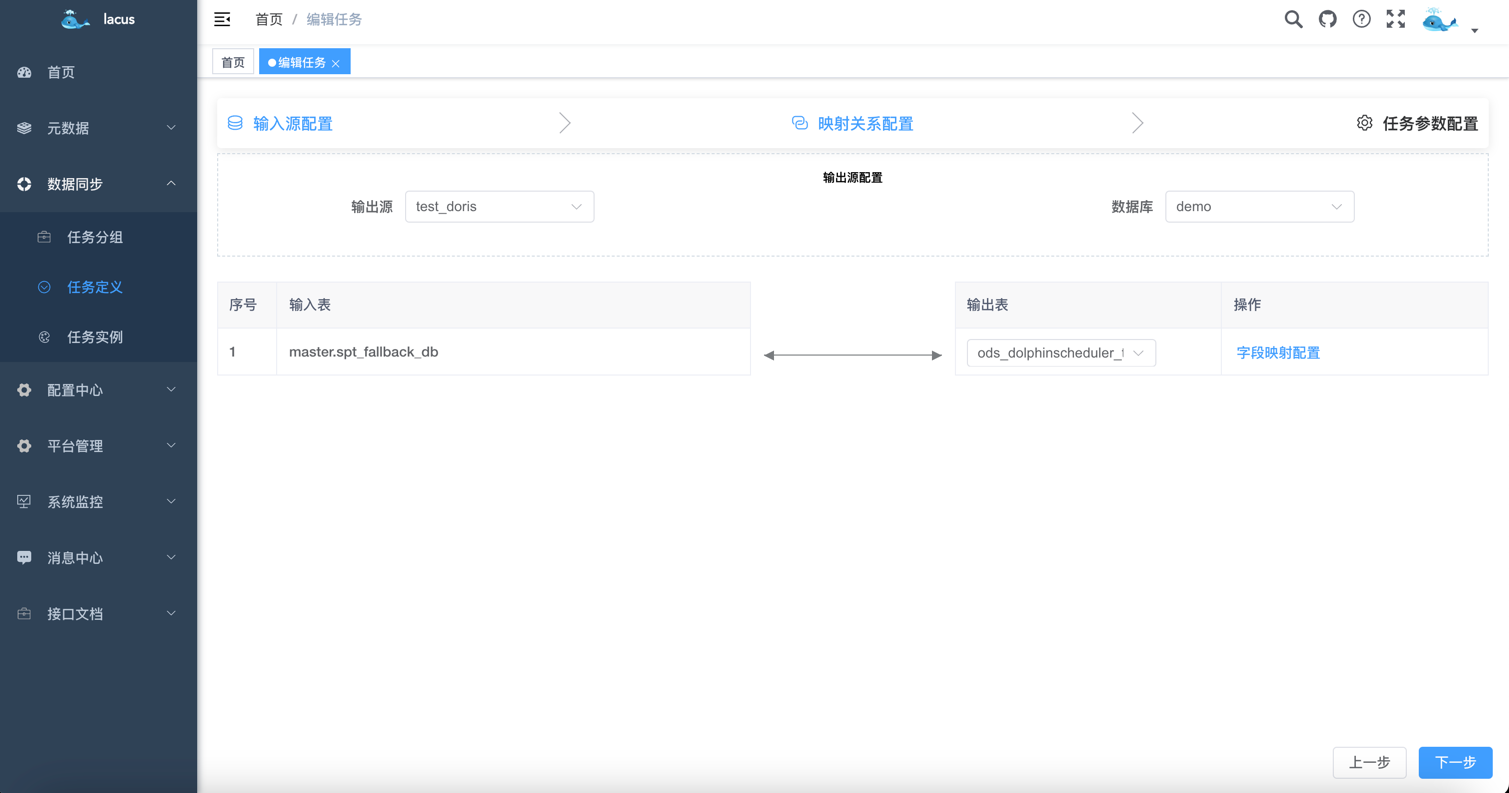 lacus
首页
元数据
数据同步
任务分组
任务定义
任务实例
配置中心
平台管理
系统监控
消息中心
接口文档
首页 / 编辑任务
首页 编辑任务
输入源配置 映射关系配置 任务参数配置
输出源配置
输出源 test_doris 数据库 demo
序号 输入表 输出表 操作
1 master.spt_fallback_db ods_dolphinscheduler_ 字段映射配置
上一步 下一步